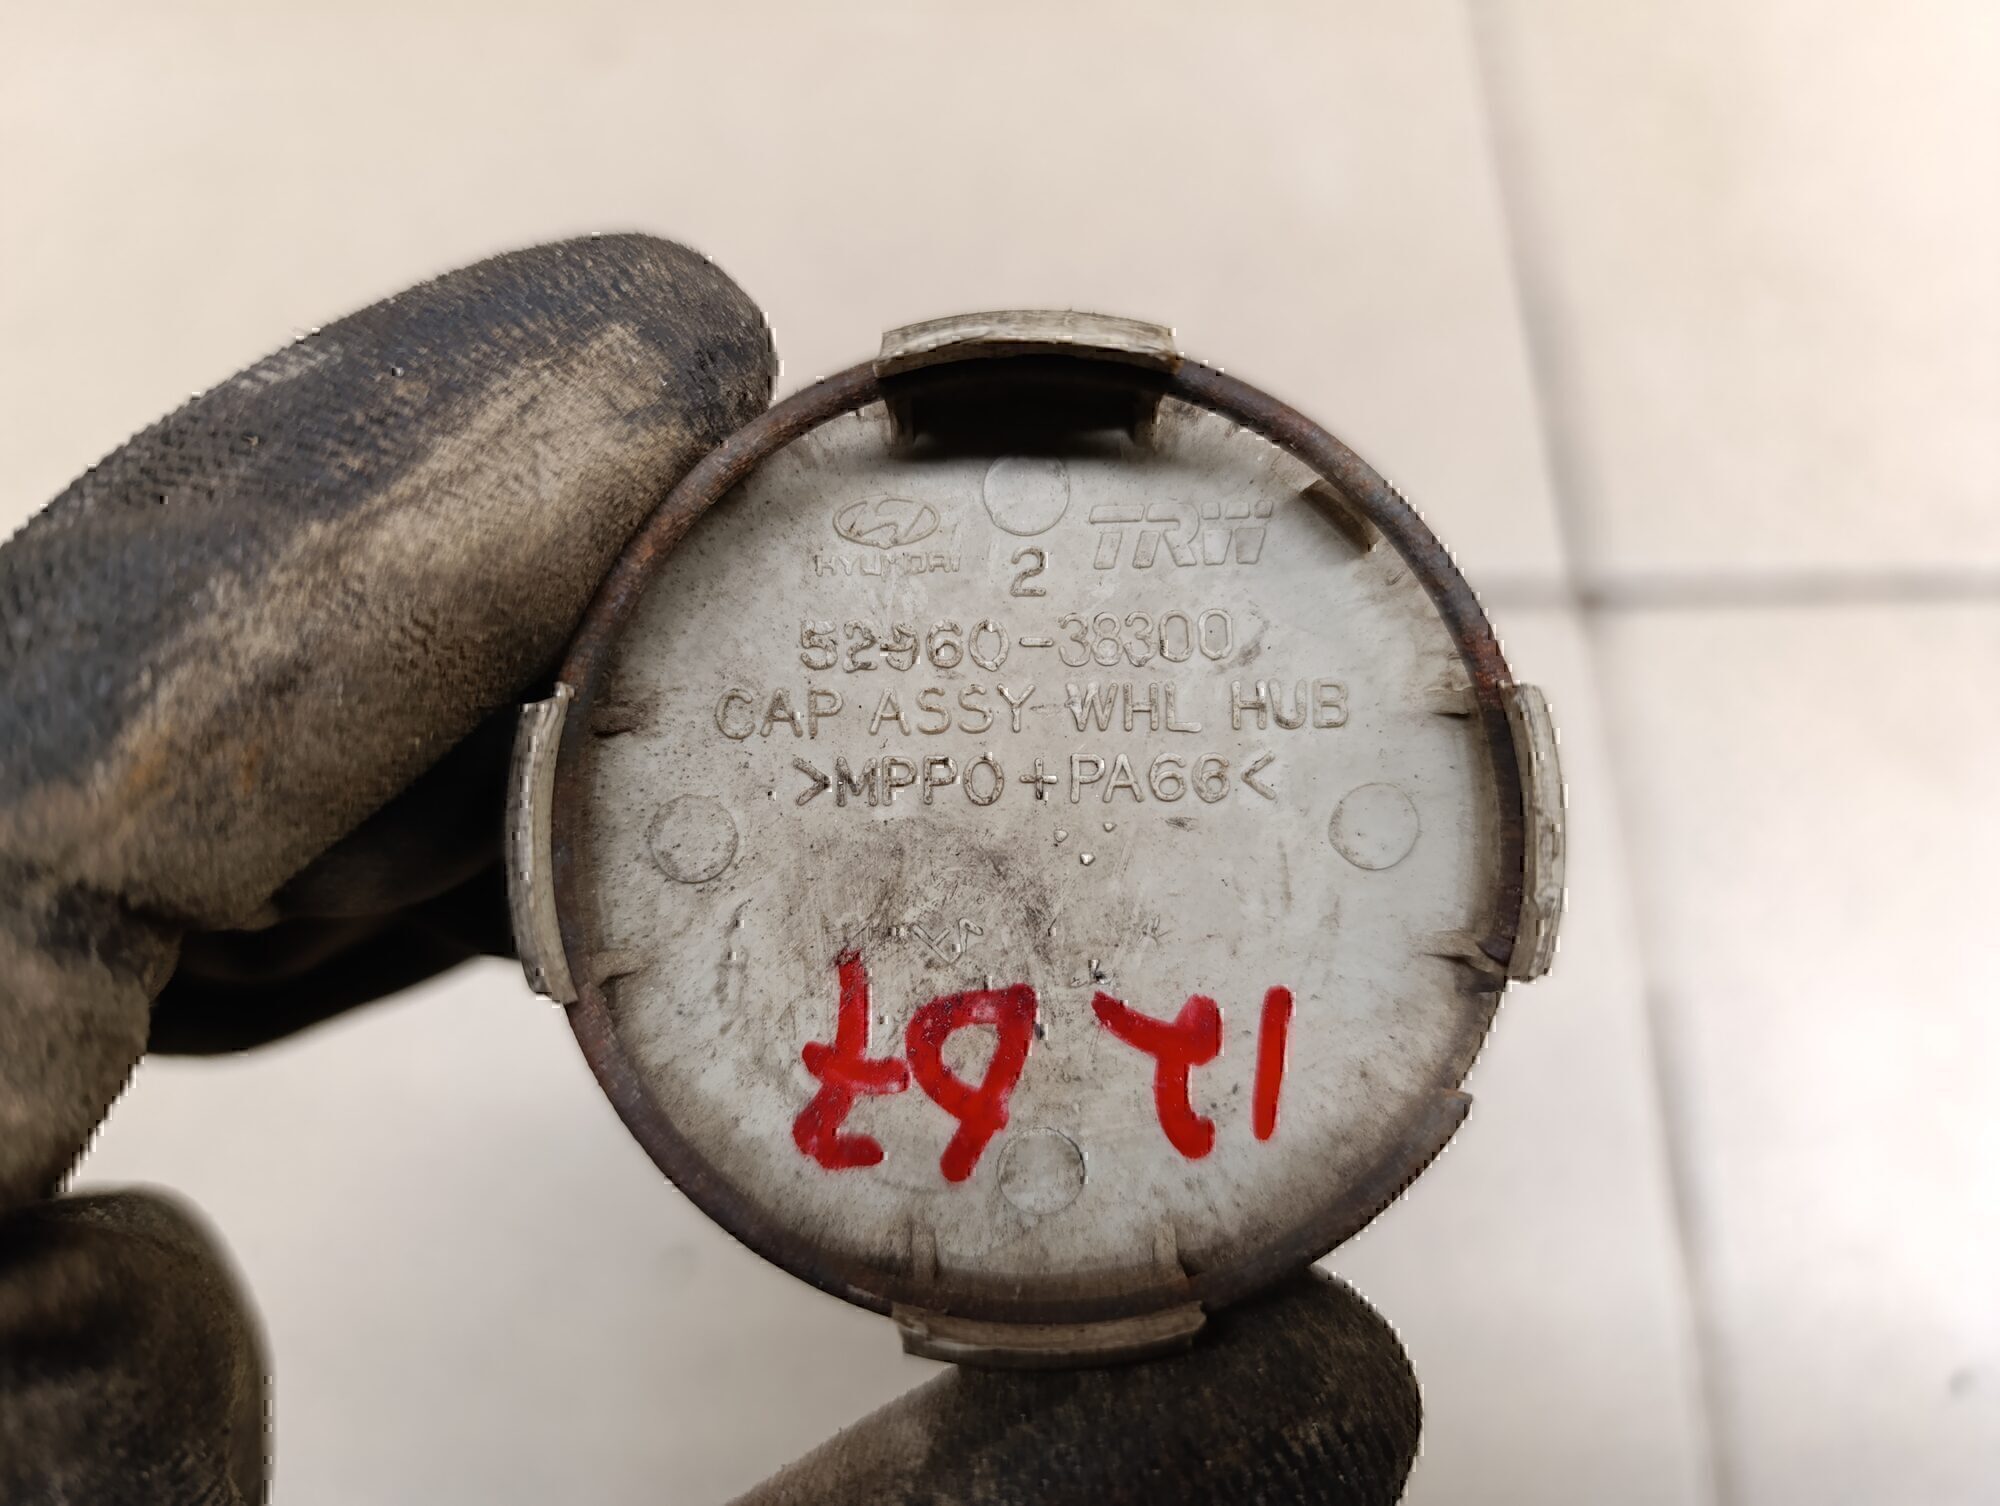 HYUNDAI TRW
2
52960-38300
CAP ASSY WHL HUB
>MPPO+PA66<
1267